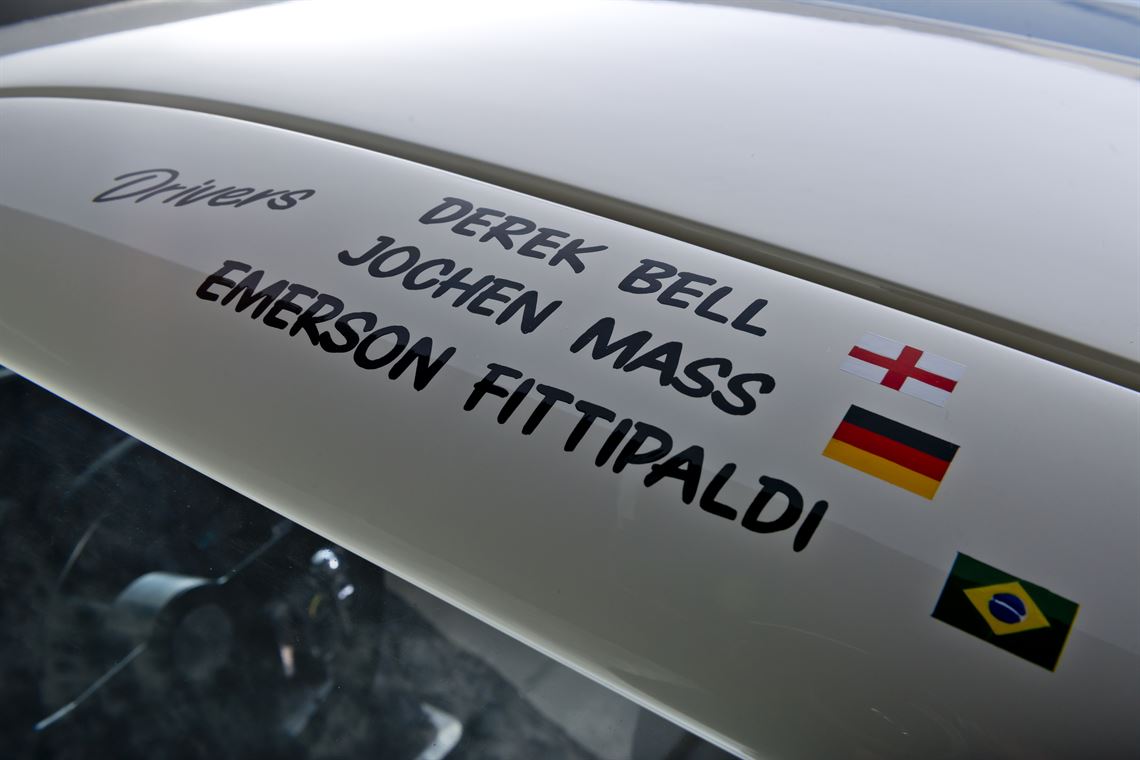 Drivers DEREK BELL
JOCHEN MASS
EMERSON FITTIPALDI